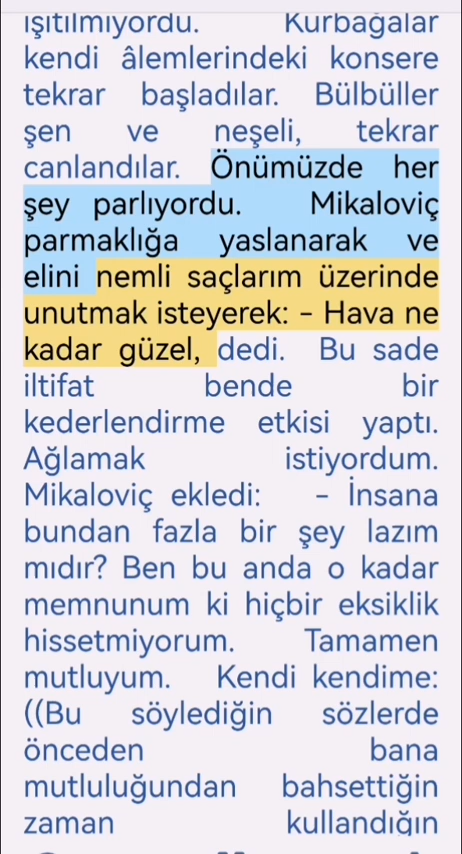 işitilmiyordu. Kurbağalar
kendi âlemlerindeki konsere
tekrar başladılar. Bülbüller
şen ve neşeli, tekrar
canlandılar. Önümüzde her
şey parlıyordu. Mikaloviç
parmaklığa yaslanarak ve
elini nemli saçlarım üzerinde
unutmak isteyerek: – Hava ne
kadar güzel, dedi. Bu sade
iltifat bende bir
kederlendirme etkisi yaptı.
Ağlamak istiyordum.
Mikaloviç ekledi: – İnsana
bundan fazla bir şey lazım
mıdır? Ben bu anda o kadar
memnunum ki hiçbir eksiklik
hissetmiyorum. Tamamen
mutluyum. Kendi kendime:
((Bu söylediğin sözlerde
önceden bana
mutluluğundan bahsettiğin
zaman kullandığın